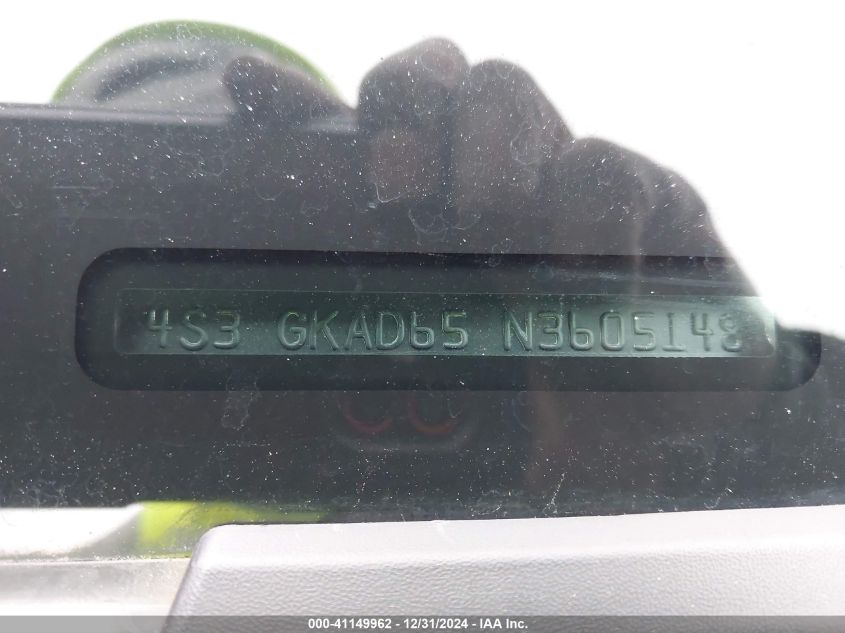 4S3 GKAD65 N3605148
000-41149962 - 12/31/2024 - IAA Inc.